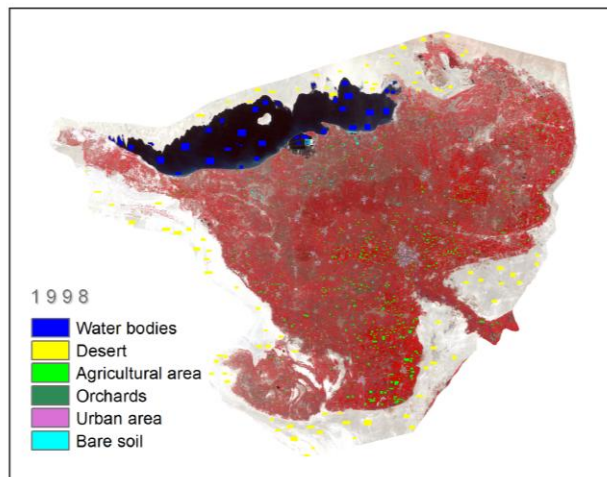 1998
Water bodies
Desert
Agricultural area
Orchards
Urban area
Bare soil